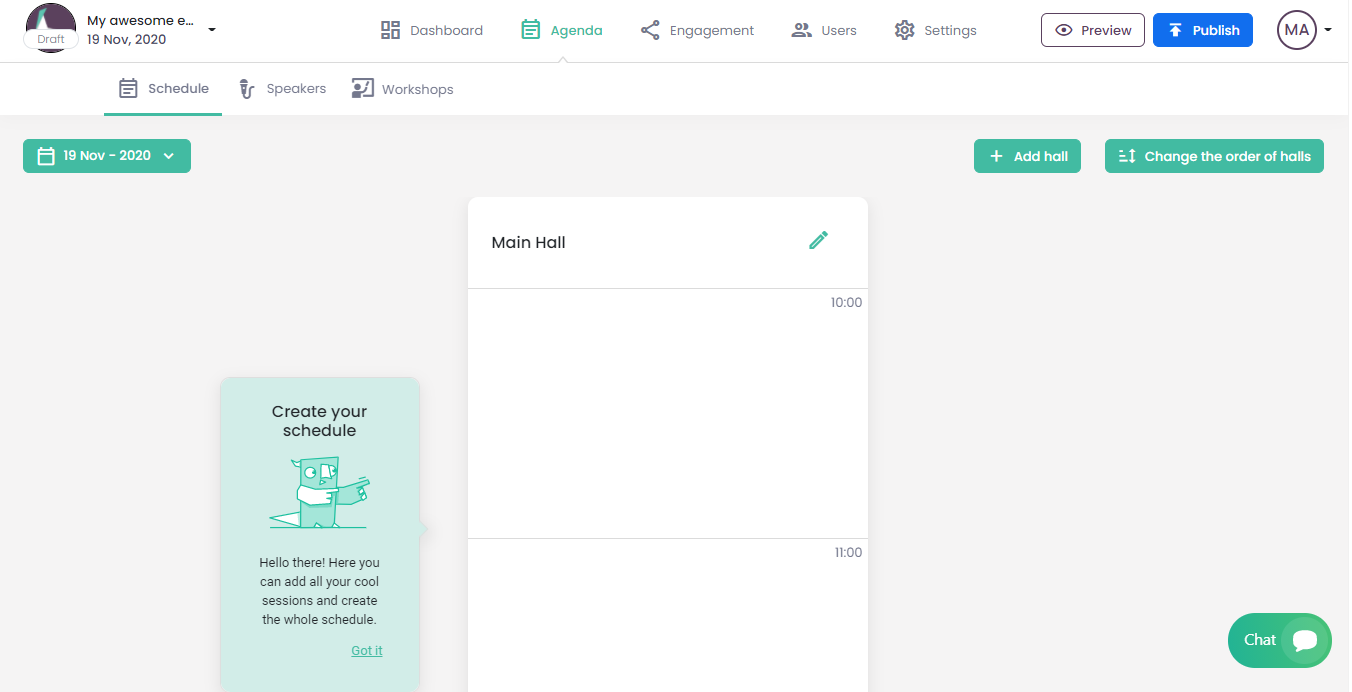 My awesome e...
19 Nov, 2020
Draft
Dashboard
Agenda
Engagement
Users
Settings
Preview
Publish
MA
Schedule
Speakers
Workshops
19 Nov - 2020
Add hall
Change the order of halls
Main Hall
10:00
11:00
Create your
schedule
Hello there! Here you
can add all your cool
sessions and create
the whole schedule.
Got it
Chat